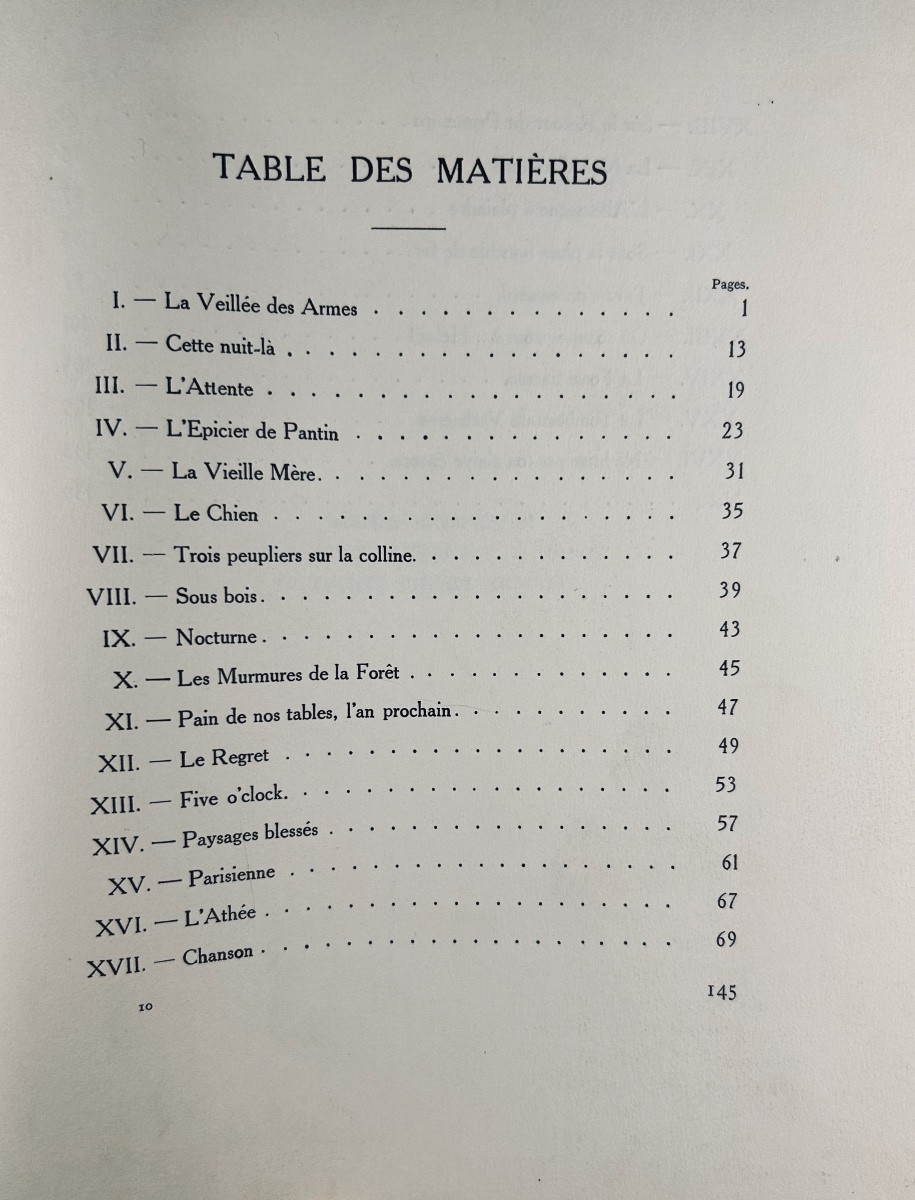 TABLE DES MATIÈRES
Pages.
I. — La Veillée des Armes . . . . . . . . . . . . . . 1
II. — Cette nuit-là . . . . . . . . . . . . . . . . . . 13
III. — L'Attente . . . . . . . . . . . . . . . . . . . 19
IV. — L'Epicier de Pantin . . . . . . . . . . . . . . 23
V. — La Vieille Mère. . . . . . . . . . . . . . . . . 31
VI. — Le Chien . . . . . . . . . . . . . . . . . . 35
VII. — Trois peupliers sur la colline. . . . . . . . . . . 37
VIII. — Sous bois. . . . . . . . . . . . . . . . . . . 39
IX. — Nocturne . . . . . . . . . . . . . . . . . . . 43
X. — Les Murmures de la Forêt . . . . . . . . . . . . 45
XI. — Pain de nos tables, l'an prochain. . . . . . . . . . 47
XII. — Le Regret . . . . . . . . . . . . . . . . . . 49
XIII. — Five o'clock. . . . . . . . . . . . . . . . . . 53
XIV. — Paysages blessés . . . . . . . . . . . . . . . . 57
XV. — Parisienne . . . . . . . . . . . . . . . . . . 61
XVI. — L'Athée . . . . . . . . . . . . . . . . . . . 67
XVII. — Chanson . . . . . . . . . . . . . . . . . . . 69
10 145